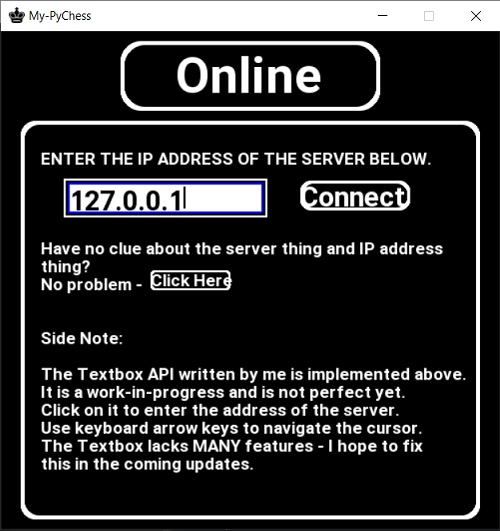 My-PyChess
Online
ENTER THE IP ADDRESS OF THE SERVER BELOW.
127.0.0.1
Connect
Have no clue about the server thing and IP address
thing?
No problem - Click Here
Side Note:
The Textbox API written by me is implemented above.
It is a work-in-progress and is not perfect yet.
Click on it to enter the address of the server.
Use keyboard arrow keys to navigate the cursor.
The Textbox lacks MANY features - I hope to fix
this in the coming updates.